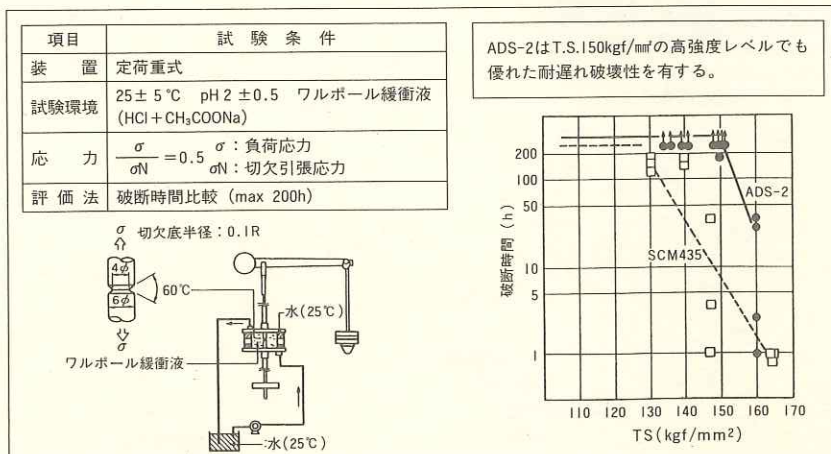 項目 試験条件
装置 定荷重式
試験環境 25±5℃ pH2±0.5 ワルポール緩衝液
(HCl+CH₃COONa)
応力 σ/σN =0.5 σ:負荷応力
σN:切欠引張応力
評価法 破断時間比較(max 200h)
σ 切欠底半径:0.1R
4φ
6φ
60℃
σ
水(25℃)
ワルポール緩衝液
水(25℃)
ADS-2はT.S.150kgf/mm²の高強度レベルでも
優れた耐遅れ破壊性を有する。
破断時間(h)
200
100
50
10
5
1
ADS-2
SCM435
110 120 130 140 150 160 170
TS(kgf/mm2)